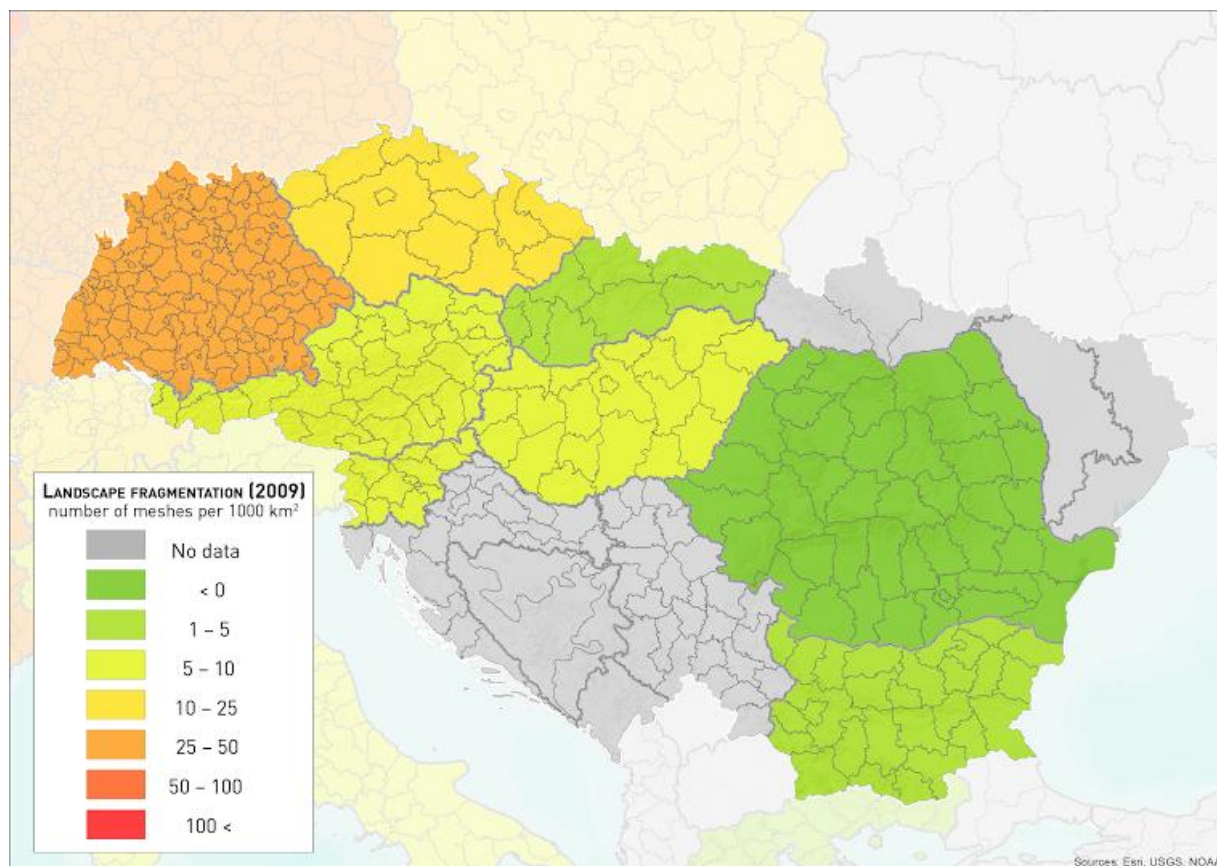 LANDSCAPE FRAGMENTATION (2009)
number of meshes per 1000 km²
No data
< 0
1 – 5
5 – 10
10 – 25
25 – 50
50 – 100
100 <
Sources: Esri, USGS, NOAA